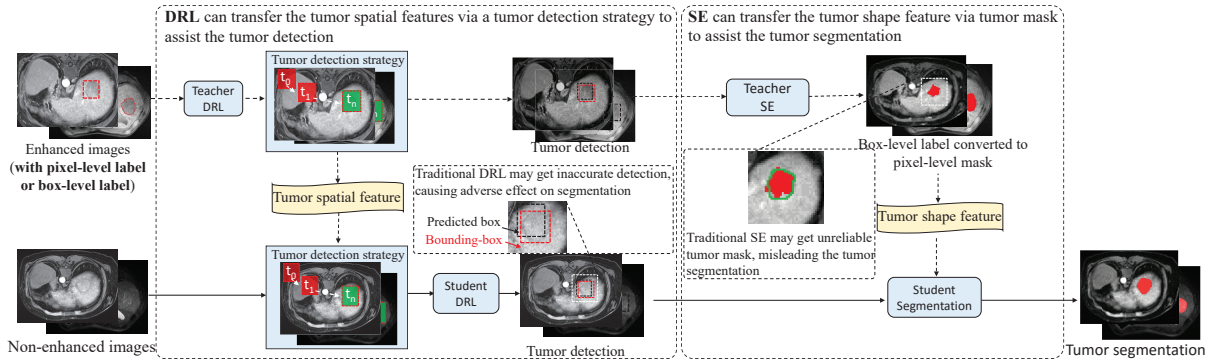 DRL can transfer the tumor spatial features via a tumor detection strategy to
assist the tumor detection
SE can transfer the tumor shape feature via tumor mask
to assist the tumor segmentation
Tumor detection strategy
t0
t1
tn
Teacher
DRL
Teacher
SE
Enhanced images
(with pixel-level label
or box-level label)
Tumor detection
Box-level label converted to
pixel-level mask
Traditional DRL may get inaccurate detection,
causing adverse effect on segmentation
Predicted box
Bounding-box
Tumor spatial feature
Tumor shape feature
Traditional SE may get unreliable
tumor mask, misleading the tumor
segmentation
Tumor detection strategy
t0
t1
tn
Student
DRL
Student
Segmentation
Non-enhanced images
Tumor detection
Tumor segmentation